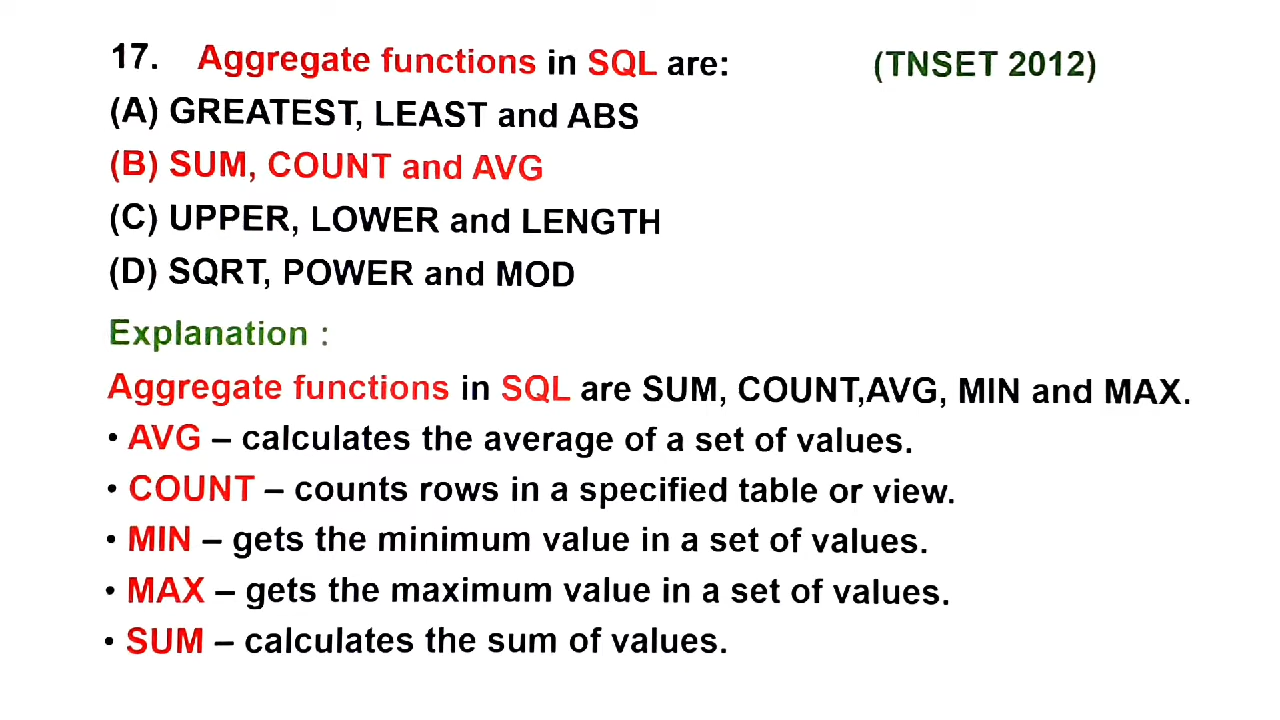 17. Aggregate functions in SQL are: (TNSET 2012)
(A) GREATEST, LEAST and ABS
(B) SUM, COUNT and AVG
(C) UPPER, LOWER and LENGTH
(D) SQRT, POWER and MOD
Explanation :
Aggregate functions in SQL are SUM, COUNT,AVG, MIN and MAX.
• AVG – calculates the average of a set of values.
• COUNT – counts rows in a specified table or view.
• MIN – gets the minimum value in a set of values.
• MAX – gets the maximum value in a set of values.
• SUM – calculates the sum of values.